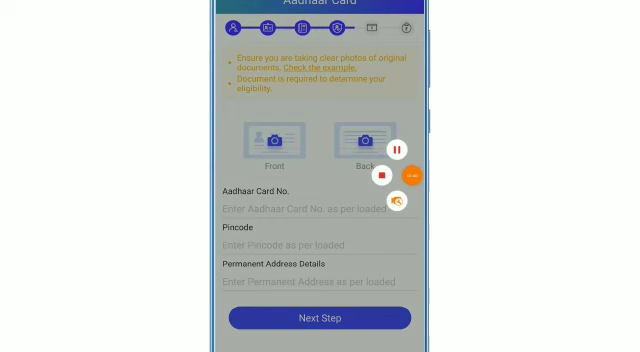 Aadhaar Card
Ensure you are taking clear photos of original
documents, Check the example.
Document is required to determine your
eligibility.
Front
Back
Aadhaar Card No.
Enter Aadhaar Card No. as per loaded
Pincode
Enter Pincode as per loaded
Permanent Address Details
Enter Permanent Address as per loaded
Next Step